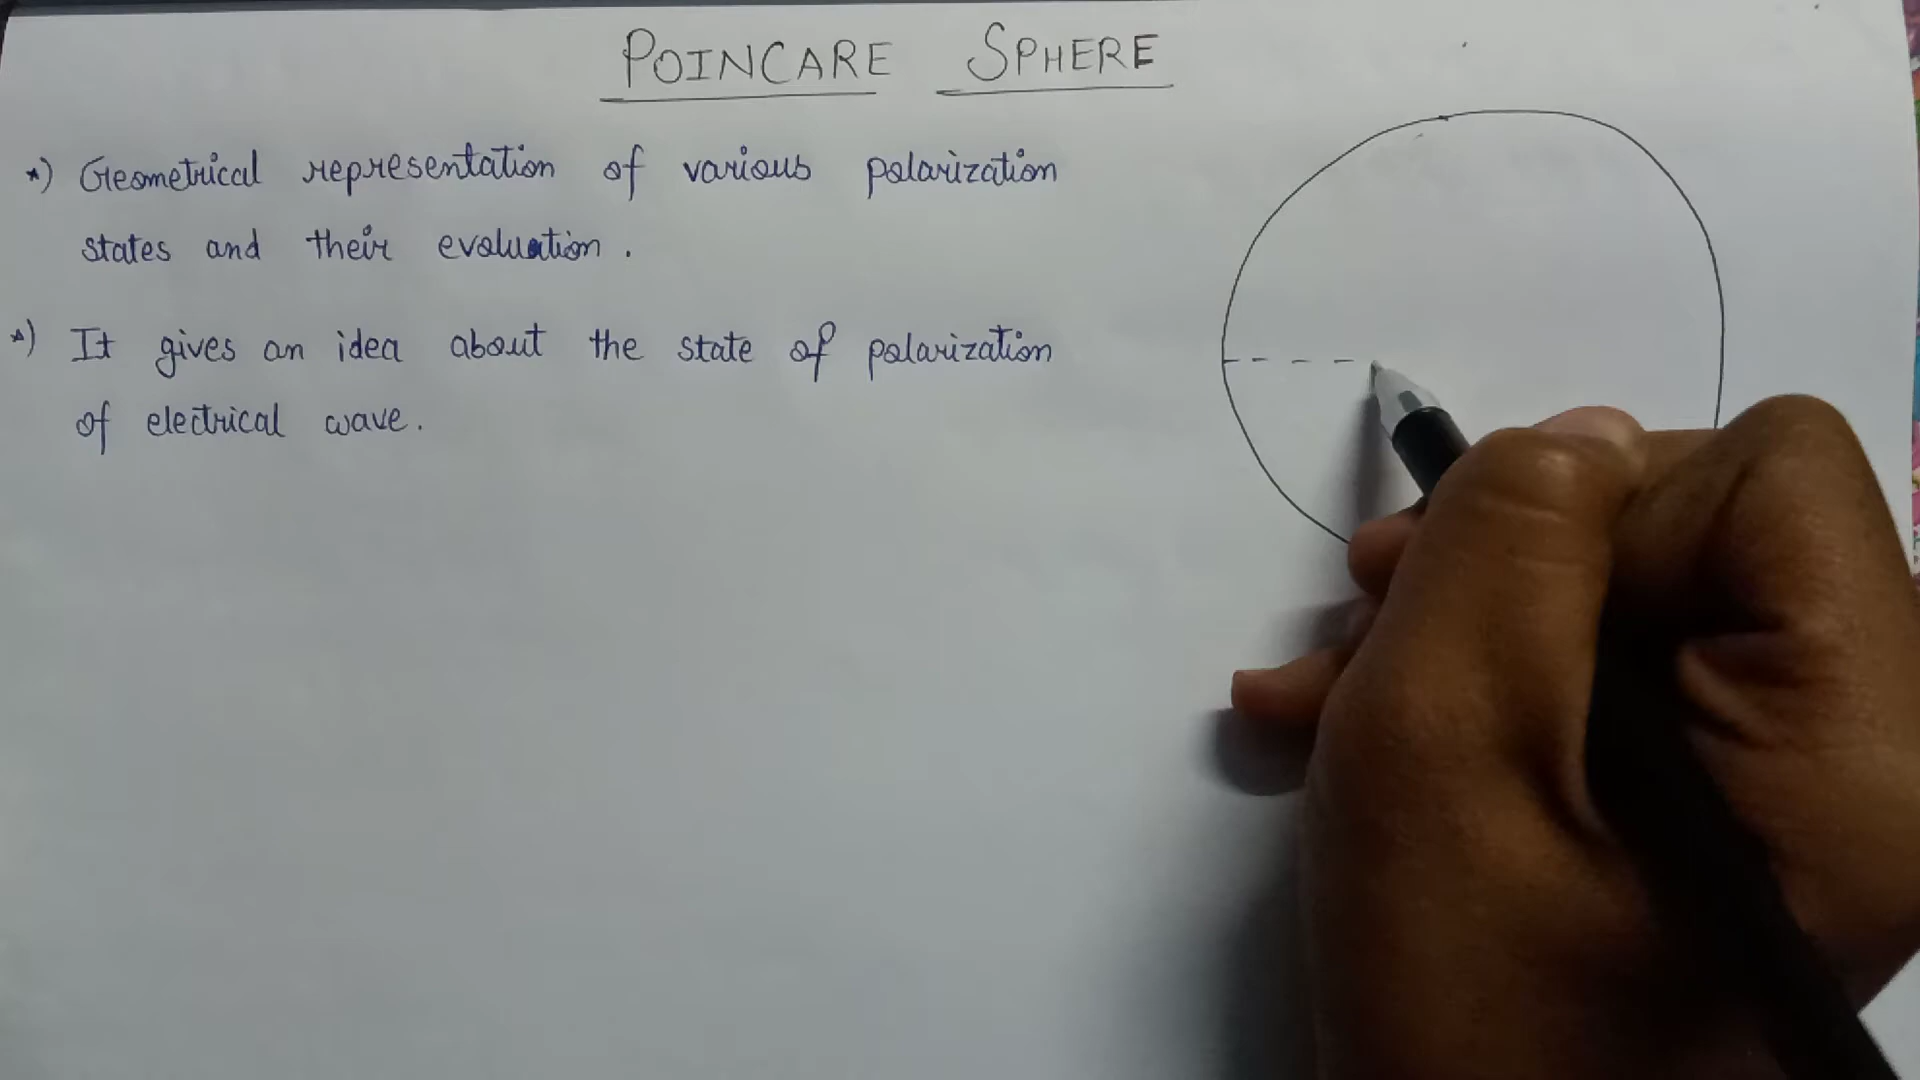 POINCARE SPHERE
*) Geometrical representation of various polarization
states and their evaluation.
*) It gives an idea about the state of polarization
of electrical wave.